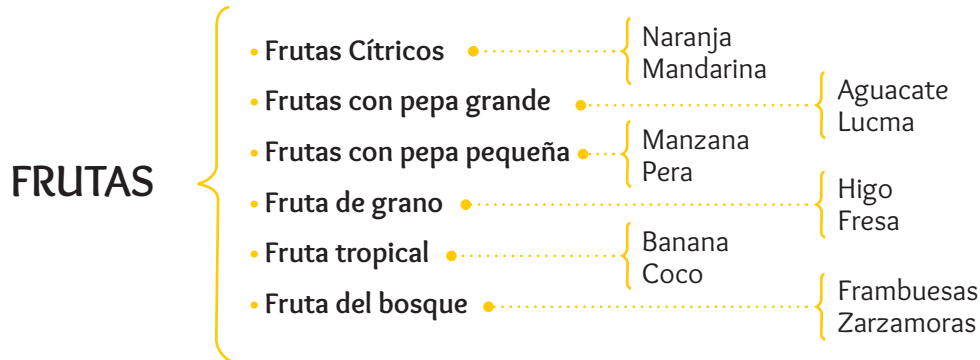 FRUTAS
• Frutas Cítricos
Naranja
Mandarina
• Frutas con pepa grande
Aguacate
Lucma
• Frutas con pepa pequeña
Manzana
Pera
• Fruta de grano
Higo
Fresa
• Fruta tropical
Banana
Coco
• Fruta del bosque
Frambuesas
Zarzamoras